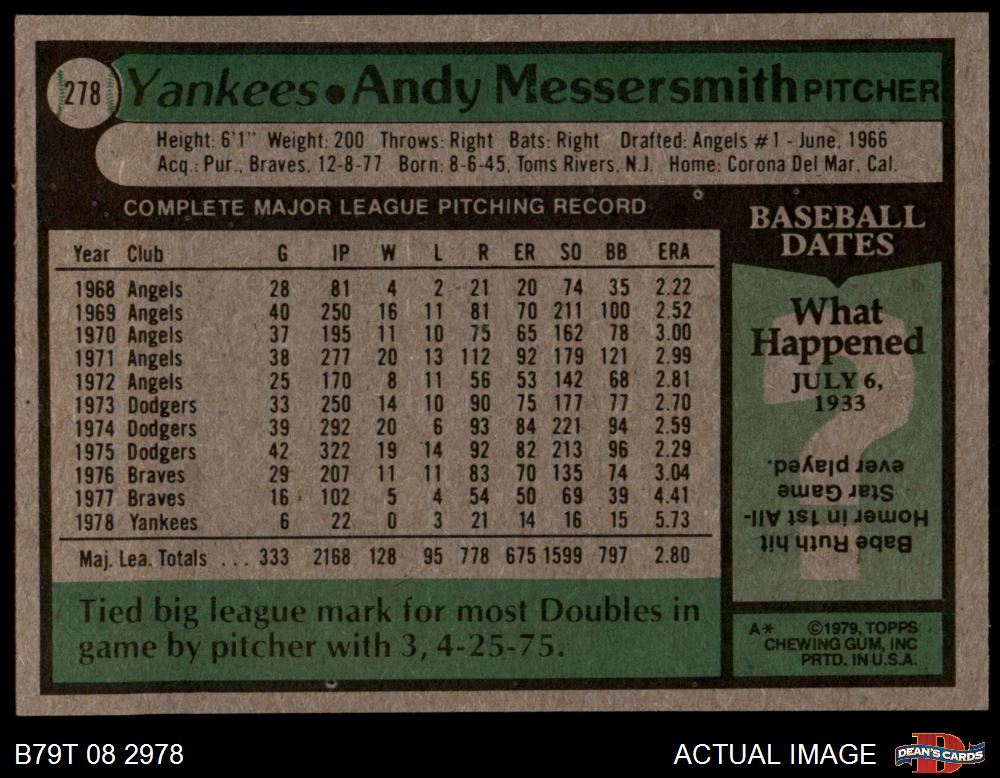 278 Yankees • Andy Messersmith PITCHER
Height: 6'1" Weight: 200 Throws: Right Bats: Right Drafted: Angels #1 - June, 1966
Acq.: Pur., Braves, 12-8-77 Born: 8-6-45, Toms Rivers, N.J. Home: Corona Del Mar, Cal.
COMPLETE MAJOR LEAGUE PITCHING RECORD
Year Club G IP W L R ER SO BB ERA
1968 Angels 28 81 4 2 21 20 74 35 2.22
1969 Angels 40 250 16 11 81 70 211 100 2.52
1970 Angels 37 195 11 10 75 65 162 78 3.00
1971 Angels 38 277 20 13 112 92 179 121 2.99
1972 Angels 25 170 8 11 56 53 142 68 2.81
1973 Dodgers 33 250 14 10 90 75 177 77 2.70
1974 Dodgers 39 292 20 6 93 84 221 94 2.59
1975 Dodgers 42 322 19 14 92 82 213 96 2.29
1976 Braves 29 207 11 11 83 70 135 74 3.04
1977 Braves 16 102 5 4 54 50 69 39 4.41
1978 Yankees 6 22 0 3 21 14 16 15 5.73
Maj. Lea. Totals ... 333 2168 128 95 778 675 1599 797 2.80
Tied big league mark for most Doubles in
game by pitcher with 3, 4-25-75.
BASEBALL
DATES
What
Happened
JULY 6,
1933
Babe Ruth hit
Homer in 1st All-
Star Game
ever played.
A* ©1979, TOPPS
CHEWING GUM, INC
PRTD. IN U.S.A.
B79T 08 2978
ACTUAL IMAGE
DEAN'S CARDS